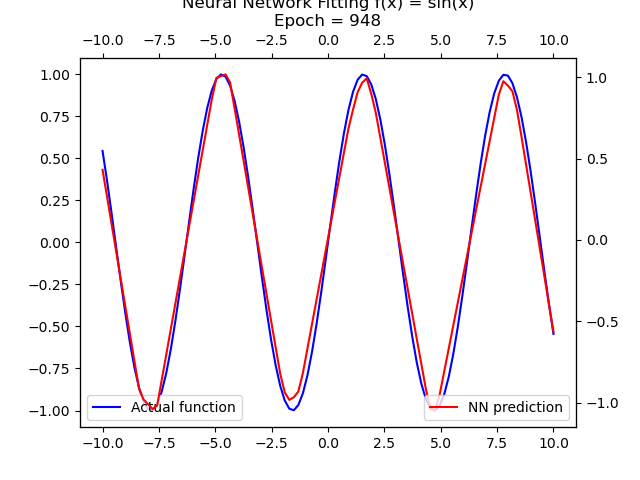 Neural Network Fitting f(x) = sin(x)
Epoch = 948
−10.0 −7.5 −5.0 −2.5 0.0 2.5 5.0 7.5 10.0
1.00
0.75
0.50
0.25
0.00
−0.25
−0.50
−0.75
−1.00
1.0
0.5
0.0
−0.5
−1.0
Actual function
NN prediction
−10.0 −7.5 −5.0 −2.5 0.0 2.5 5.0 7.5 10.0